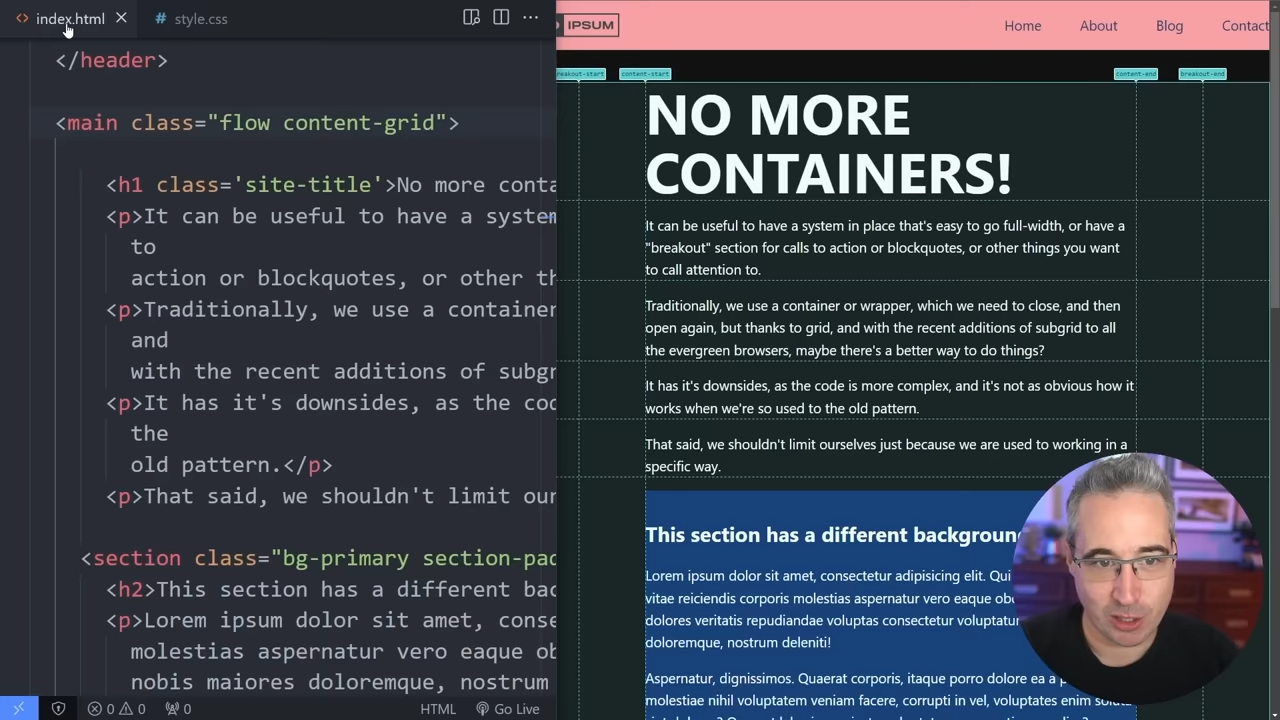 index.html
style.css
</header>
<main class="flow content-grid">
<h1 class='site-title'>No more conta
<p>It can be useful to have a system
to
action or blockquotes, or other th
<p>Traditionally, we use a container
and
with the recent additions of subgr
<p>It has it's downsides, as the cod
the
old pattern.</p>
<p>That said, we shouldn't limit our
<section class="bg-primary section-pad
<h2>This section has a different bac
<p>Lorem ipsum dolor sit amet, conse
molestias aspernatur vero eaque ob
nobis maiores doloremque, nostrum
0 0 0
HTML
Go Live
IPSUM
Home
About
Blog
Contact
breakout-start
content-start
content-end
breakout-end
NO MORE
CONTAINERS!
It can be useful to have a system in place that's easy to go full-width, or have a
"breakout" section for calls to action or blockquotes, or other things you want
to call attention to.
Traditionally, we use a container or wrapper, which we need to close, and then
open again, but thanks to grid, and with the recent additions of subgrid to all
the evergreen browsers, maybe there's a better way to do things?
It has it's downsides, as the code is more complex, and it's not as obvious how it
works when we're so used to the old pattern.
That said, we shouldn't limit ourselves just because we are used to working in a
specific way.
This section has a different background
Lorem ipsum dolor sit amet, consectetur adipisicing elit. Qui
vitae reiciendis corporis molestias aspernatur vero eaque obc
dolores veritatis repudiandae voluptas consectetur voluptatum
doloremque, nostrum deleniti!
Aspernatur, dignissimos. Quaerat corporis, itaque porro dolore ea a p
molestiae nihil voluptatem veniam facere, corrupti in vel, voluptates enim soluta